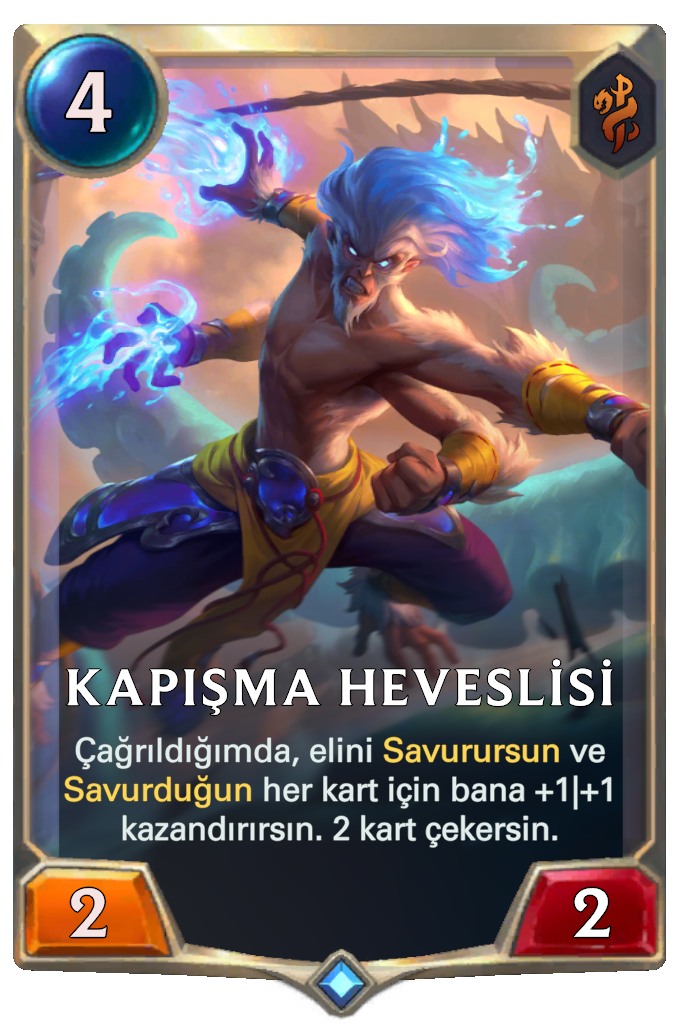 4
KAPIŞMA HEVESLİSİ
Çağrıldığımda, elini Savurursun ve
Savurduğun her kart için bana +1|+1
kazandırırsın. 2 kart çekersin.
2
2